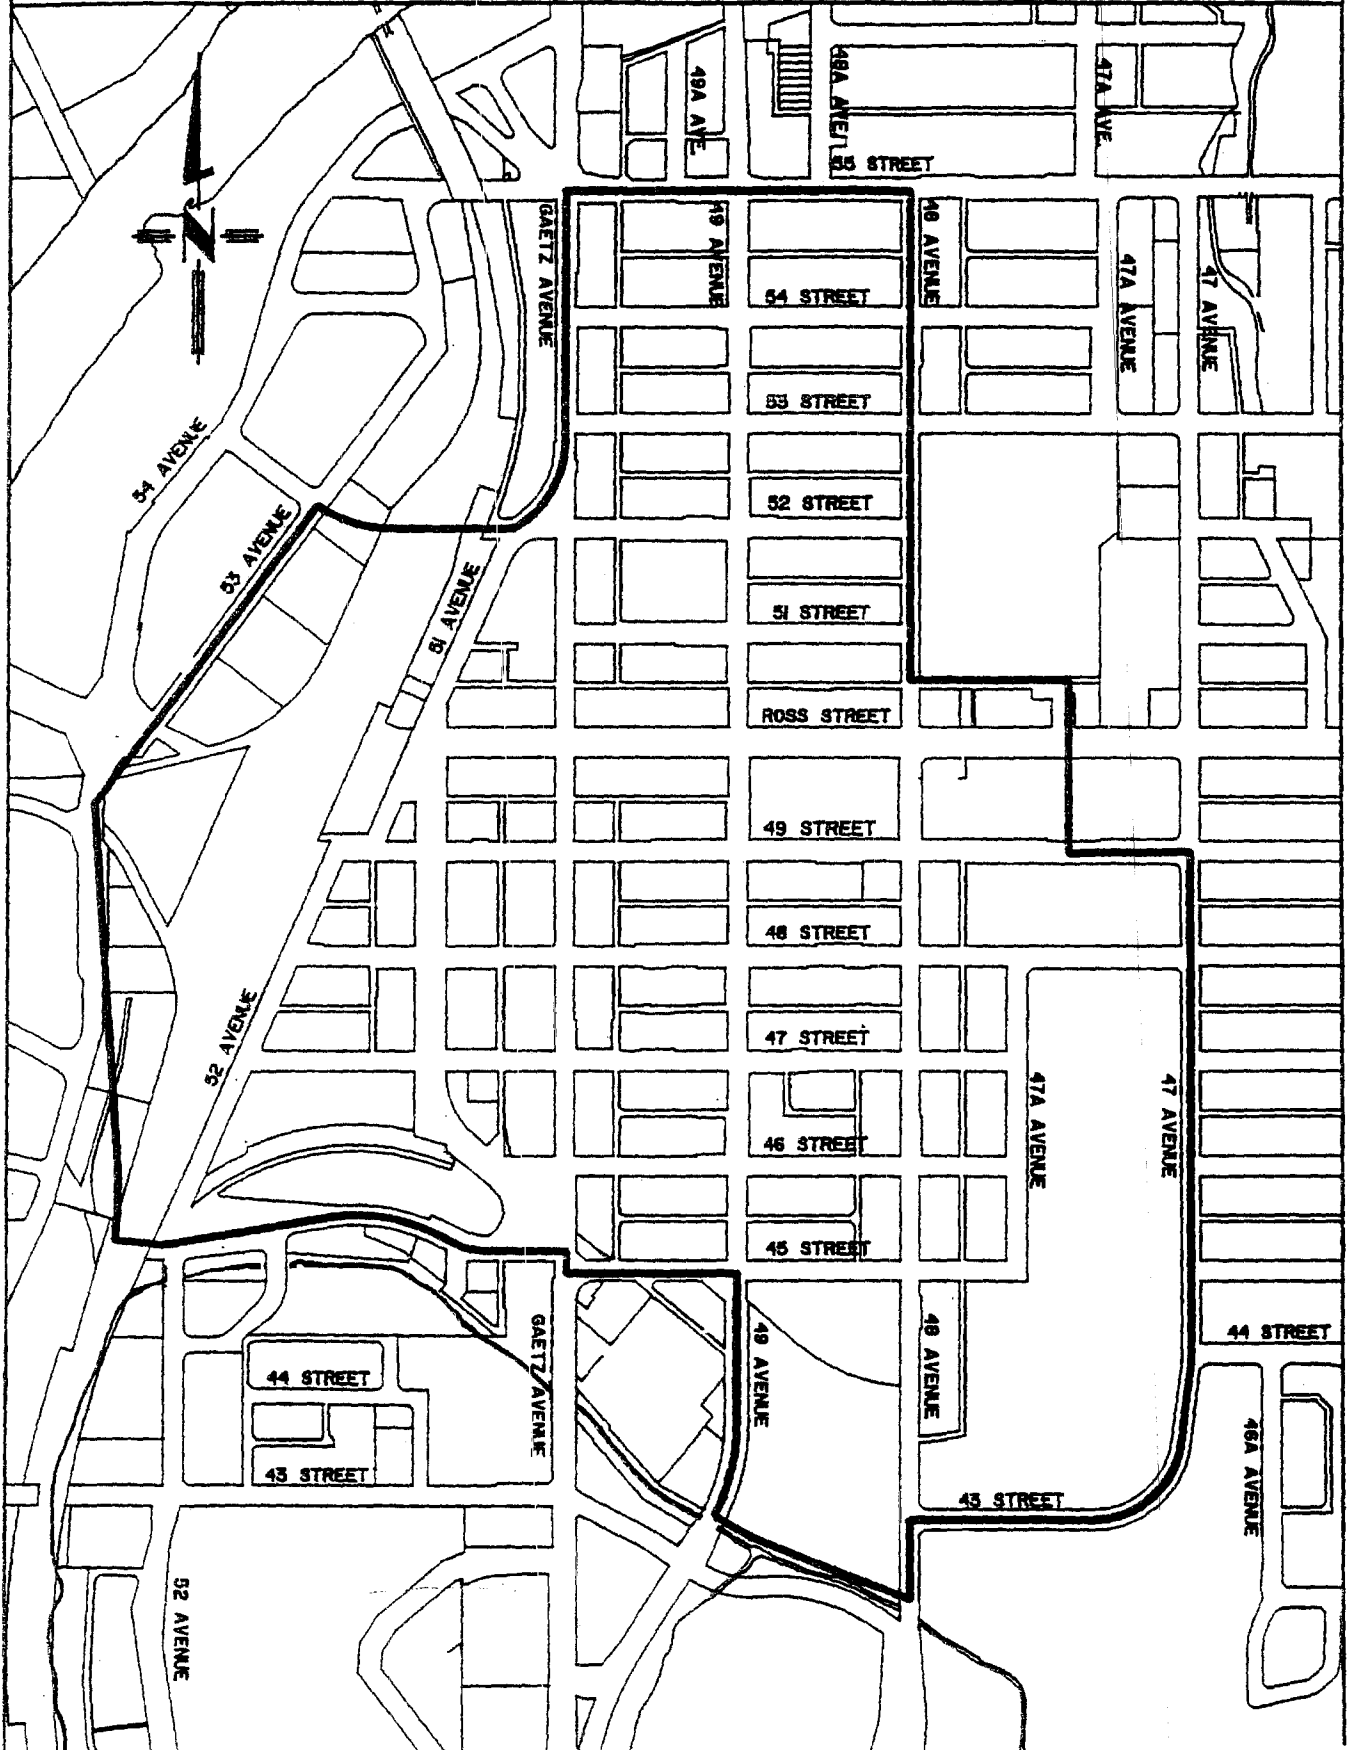 49A AVE.
48A AVE.
47A AVE.
55 STREET
GAETZ AVENUE
49 AVENUE
48 AVENUE
47A AVENUE
47 AVENUE
N
54 STREET
53 STREET
54 AVENUE
52 STREET
53 AVENUE
51 AVENUE
51 STREET
ROSS STREET
49 STREET
48 STREET
52 AVENUE
47 STREET
47A AVENUE
47 AVENUE
46 STREET
45 STREET
GAETZ AVENUE
49 AVENUE
48 AVENUE
44 STREET
44 STREET
46A AVENUE
43 STREET
43 STREET
52 AVENUE